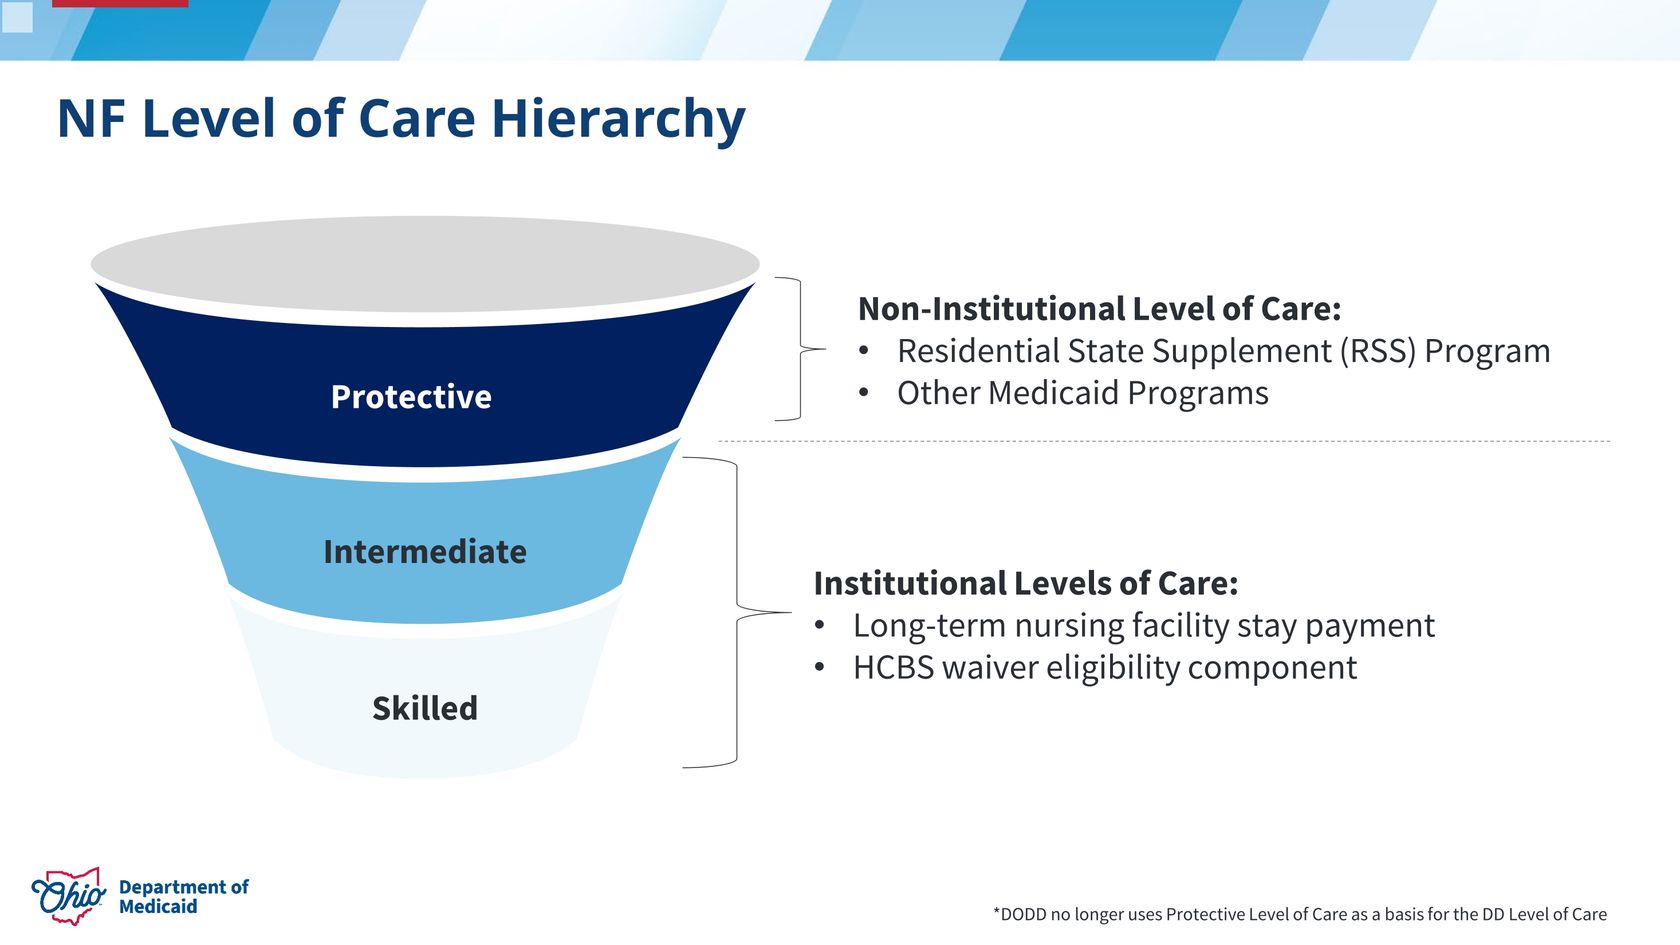 NF Level of Care Hierarchy
Protective
Intermediate
Skilled
Non-Institutional Level of Care:
• Residential State Supplement (RSS) Program
• Other Medicaid Programs
Institutional Levels of Care:
• Long-term nursing facility stay payment
• HCBS waiver eligibility component
Ohio
Department of
Medicaid
*DODD no longer uses Protective Level of Care as a basis for the DD Level of Care